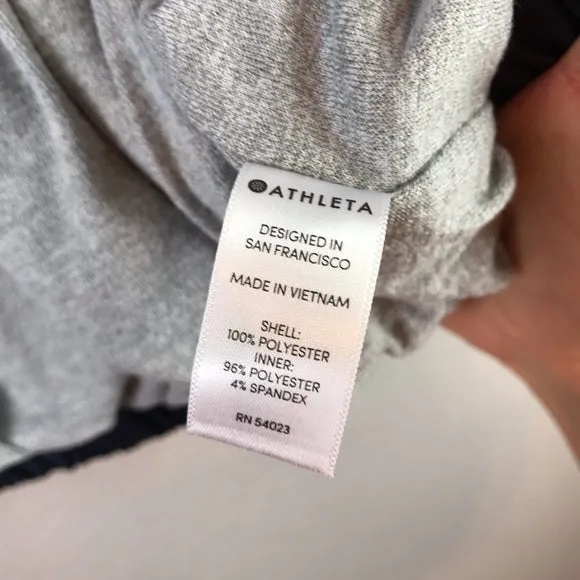 ATHLETA
DESIGNED IN
SAN FRANCISCO
MADE IN VIETNAM
SHELL:
100% POLYESTER
INNER:
96% POLYESTER
4% SPANDEX
RN 54023